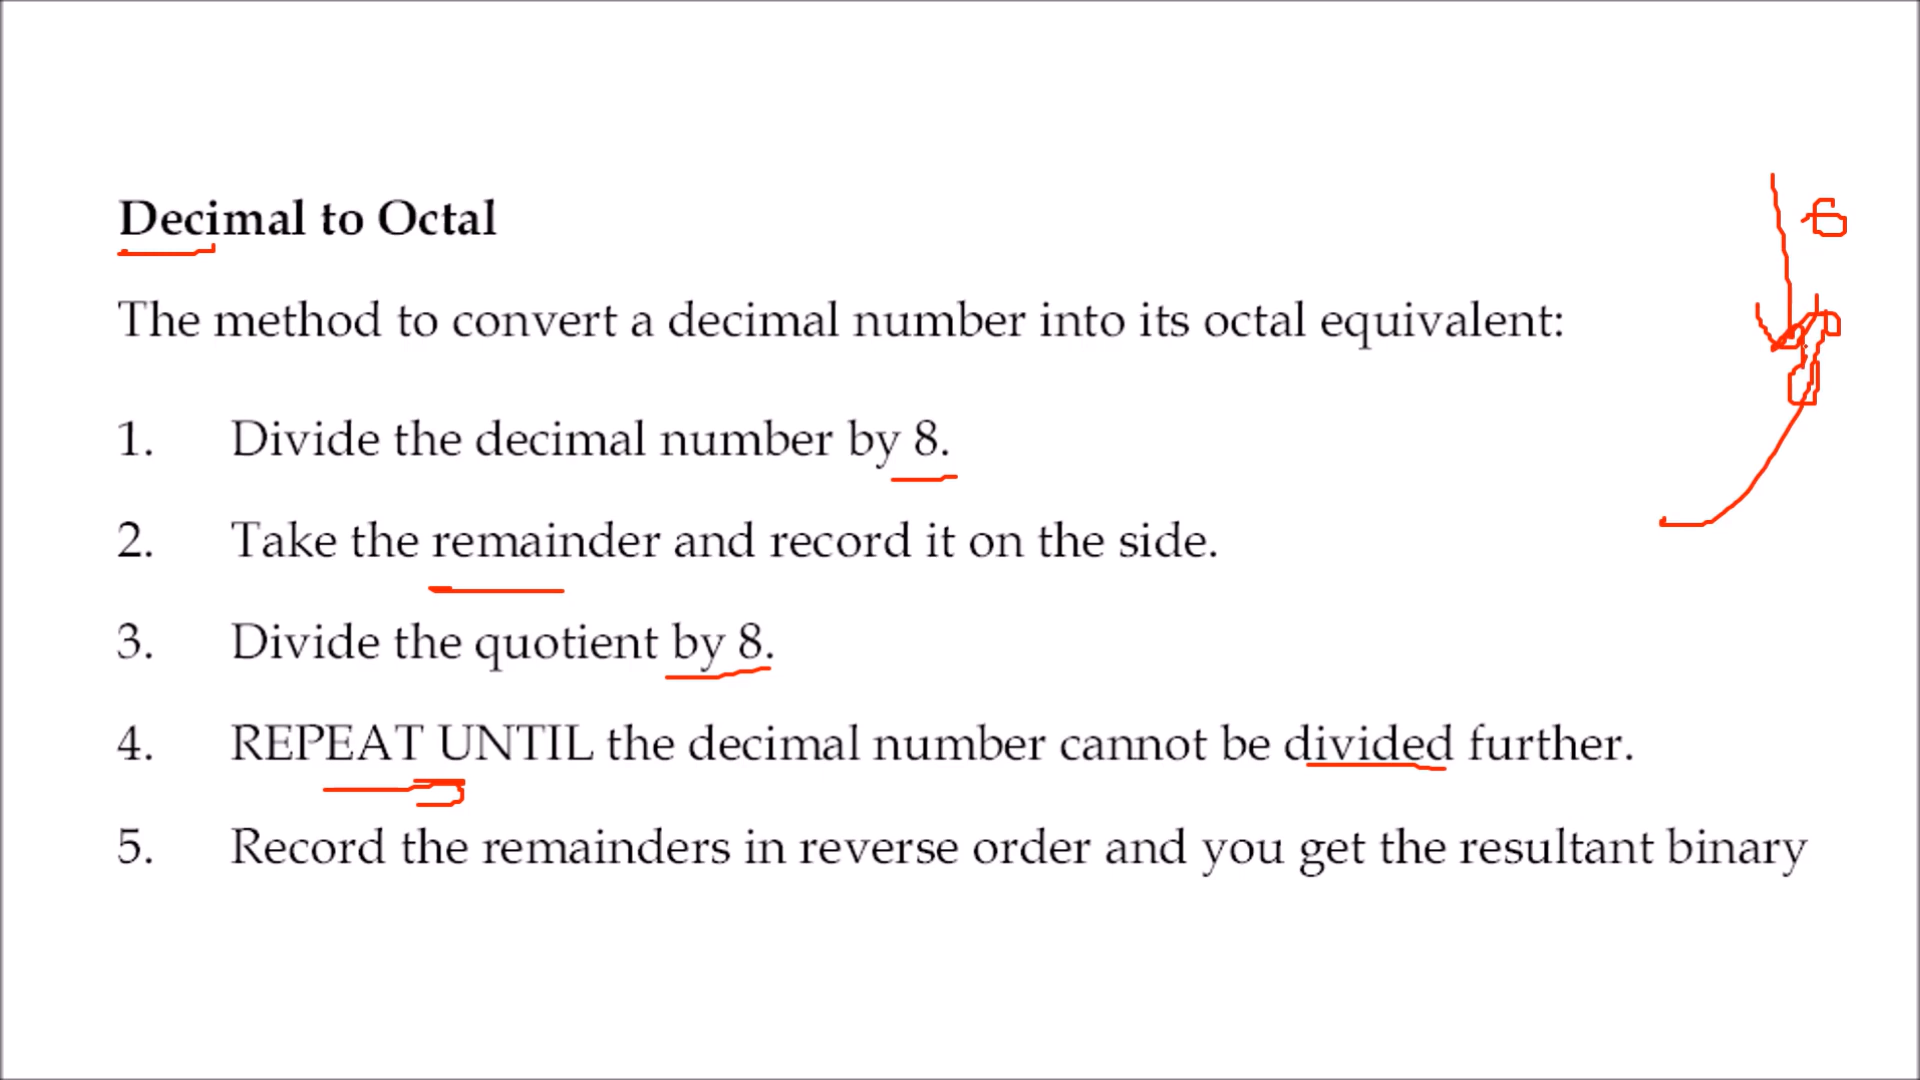 Decimal to Octal
The method to convert a decimal number into its octal equivalent:
1. Divide the decimal number by 8.
2. Take the remainder and record it on the side.
3. Divide the quotient by 8.
4. REPEAT UNTIL the decimal number cannot be divided further.
5. Record the remainders in reverse order and you get the resultant binary